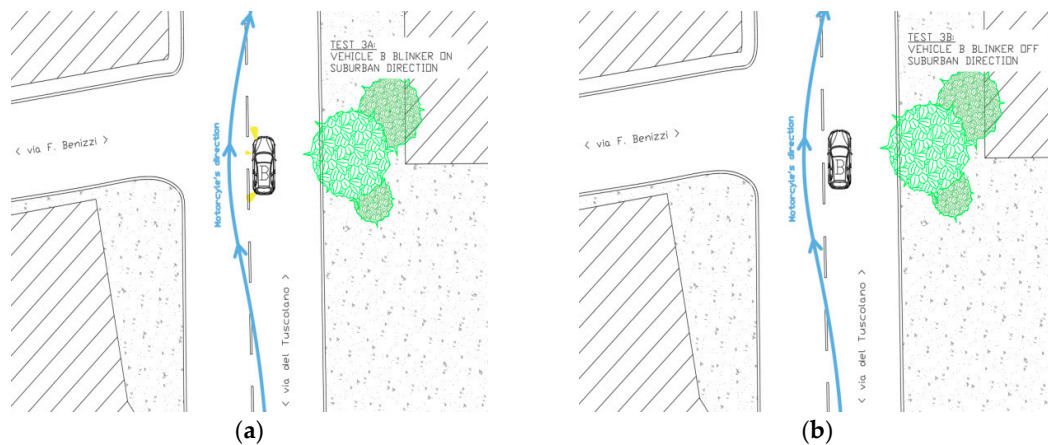 TEST 3A:
VEHICLE B BLINKER ON
SUBURBAN DIRECTION
< via F. Benizzi >
Motorcyle's direction
B
< via del Tuscolano >
(a)
TEST 3B:
VEHICLE B BLINKER OFF
SUBURBAN DIRECTION
< via F. Benizzi >
Motorcyle's direction
B
< via del Tuscolano >
(b)